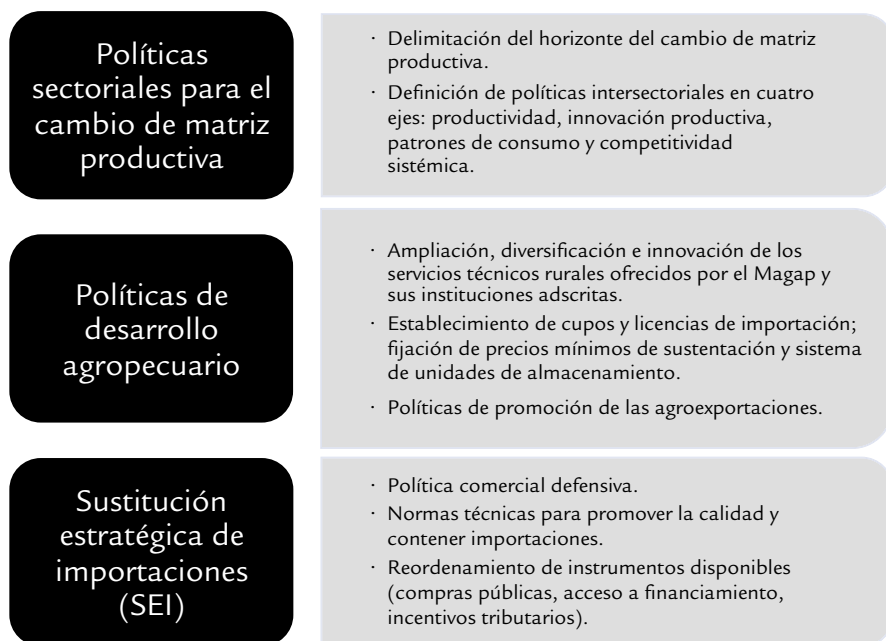 Políticas
sectoriales para el
cambio de matriz
productiva
· Delimitación del horizonte del cambio de matriz
productiva.
· Definición de políticas intersectoriales en cuatro
ejes: productividad, innovación productiva,
patrones de consumo y competitividad
sistémica.
Políticas de
desarrollo
agropecuario
· Ampliación, diversificación e innovación de los
servicios técnicos rurales ofrecidos por el Magap y
sus instituciones adscritas.
· Establecimiento de cupos y licencias de importación;
fijación de precios mínimos de sustentación y sistema
de unidades de almacenamiento.
· Políticas de promoción de las agroexportaciones.
Sustitución
estratégica de
importaciones
(SEI)
· Política comercial defensiva.
· Normas técnicas para promover la calidad y
contener importaciones.
· Reordenamiento de instrumentos disponibles
(compras públicas, acceso a financiamiento,
incentivos tributarios).